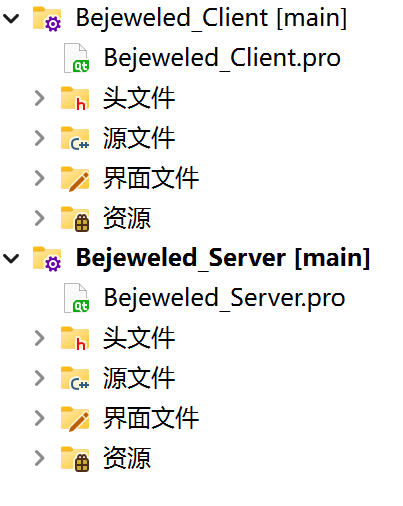 Bejeweled_Client [main]
Bejeweled_Client.pro
头文件
源文件
界面文件
资源
Bejeweled_Server [main]
Bejeweled_Server.pro
头文件
源文件
界面文件
资源